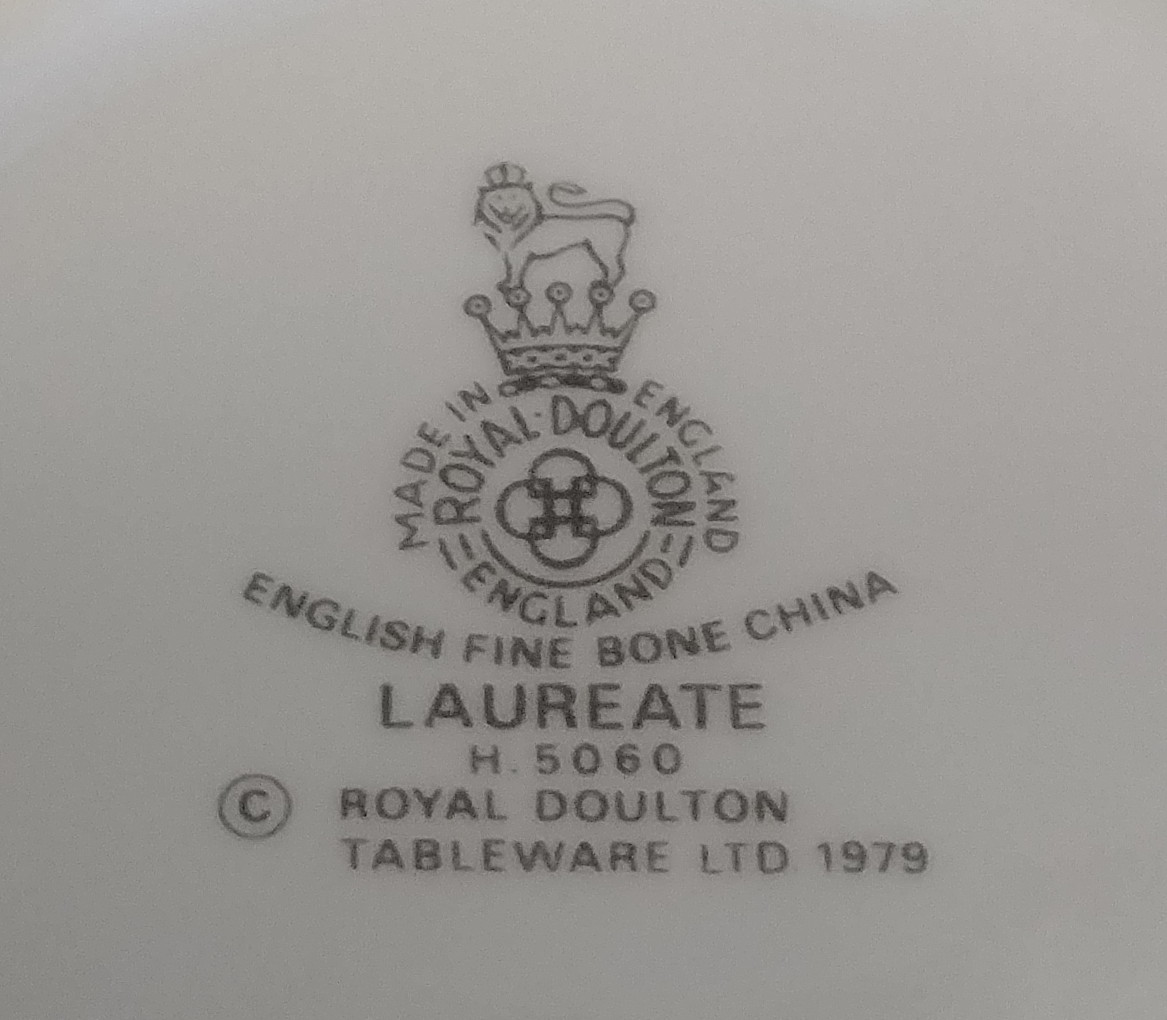 MADE IN ENGLAND
ROYAL·DOULTON
ENGLAND
ENGLISH FINE BONE CHINA
LAUREATE
H. 5060
© ROYAL DOULTON
TABLEWARE LTD 1979